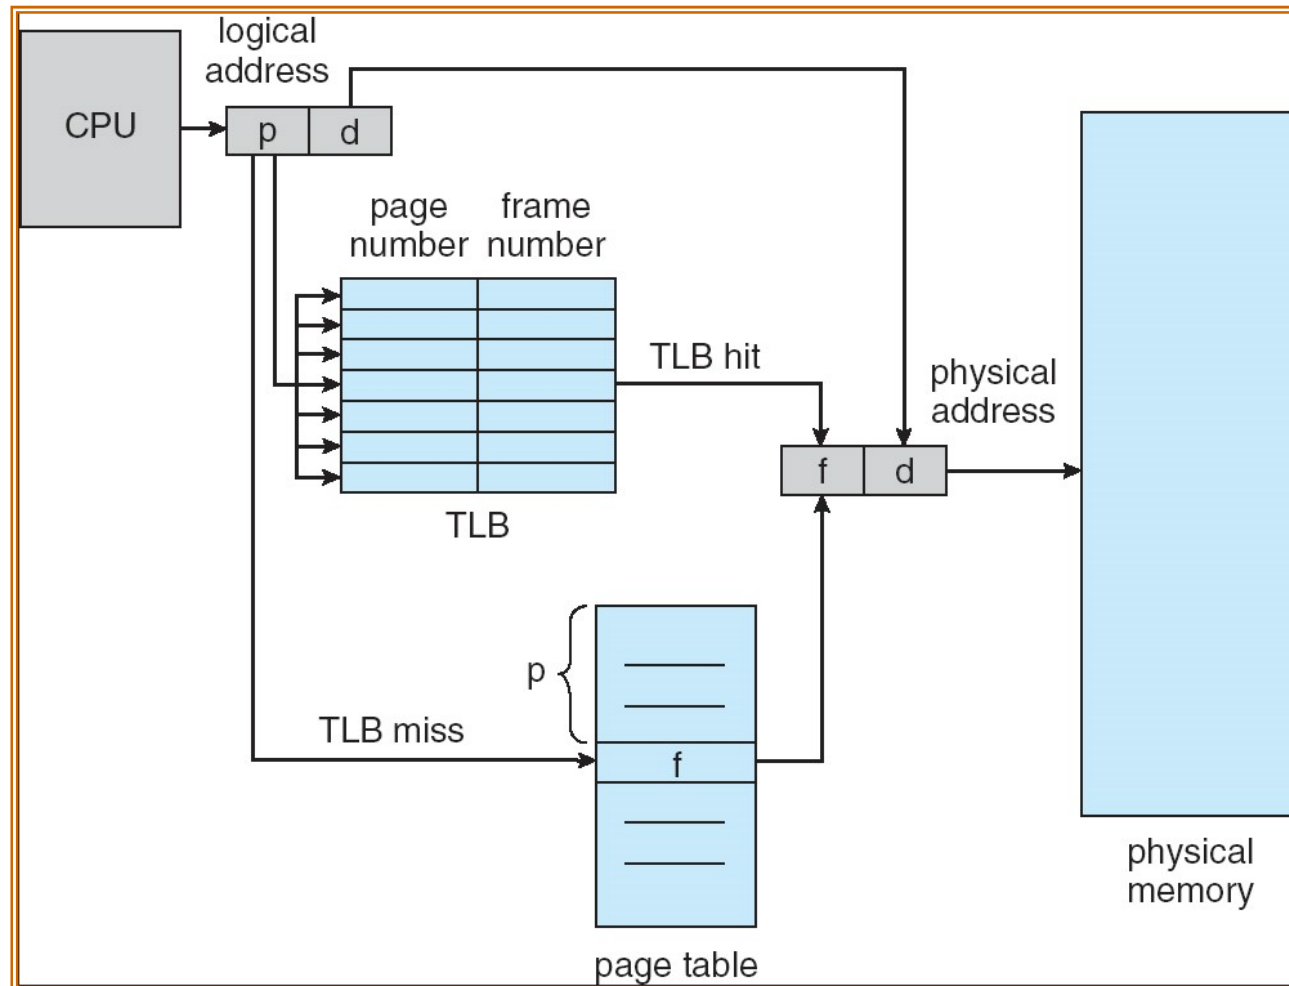 logical
address
CPU
p
d
page
number
frame
number
TLB hit
physical
address
f
d
TLB
p
TLB miss
f
physical
memory
page table